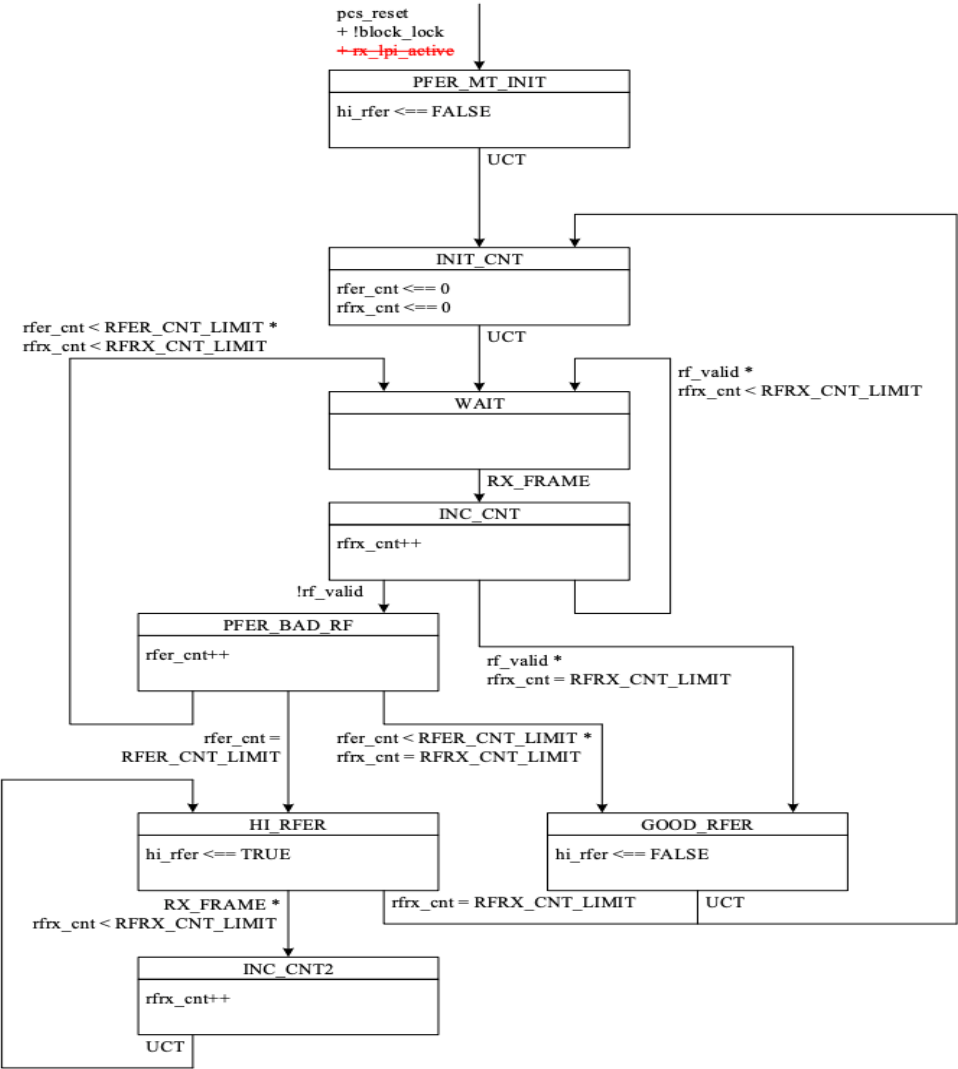 pcs_reset
+ !block_lock
+ rx_lpi_active
PFER_MT_INIT
hi_rfer <== FALSE
UCT
INIT_CNT
rfer_cnt <== 0
rfrx_cnt <== 0
UCT
rfer_cnt < RFER_CNT_LIMIT *
rfrx_cnt < RFRX_CNT_LIMIT
rf_valid *
rfrx_cnt < RFRX_CNT_LIMIT
WAIT
RX_FRAME
INC_CNT
rfrx_cnt++
!rf_valid
PFER_BAD_RF
rfer_cnt++
rf_valid *
rfrx_cnt = RFRX_CNT_LIMIT
rfer_cnt =
RFER_CNT_LIMIT
rfer_cnt < RFER_CNT_LIMIT *
rfrx_cnt = RFRX_CNT_LIMIT
HI_RFER
hi_rfer <== TRUE
GOOD_RFER
hi_rfer <== FALSE
RX_FRAME *
rfrx_cnt < RFRX_CNT_LIMIT
rfrx_cnt = RFRX_CNT_LIMIT
UCT
INC_CNT2
rfrx_cnt++
UCT